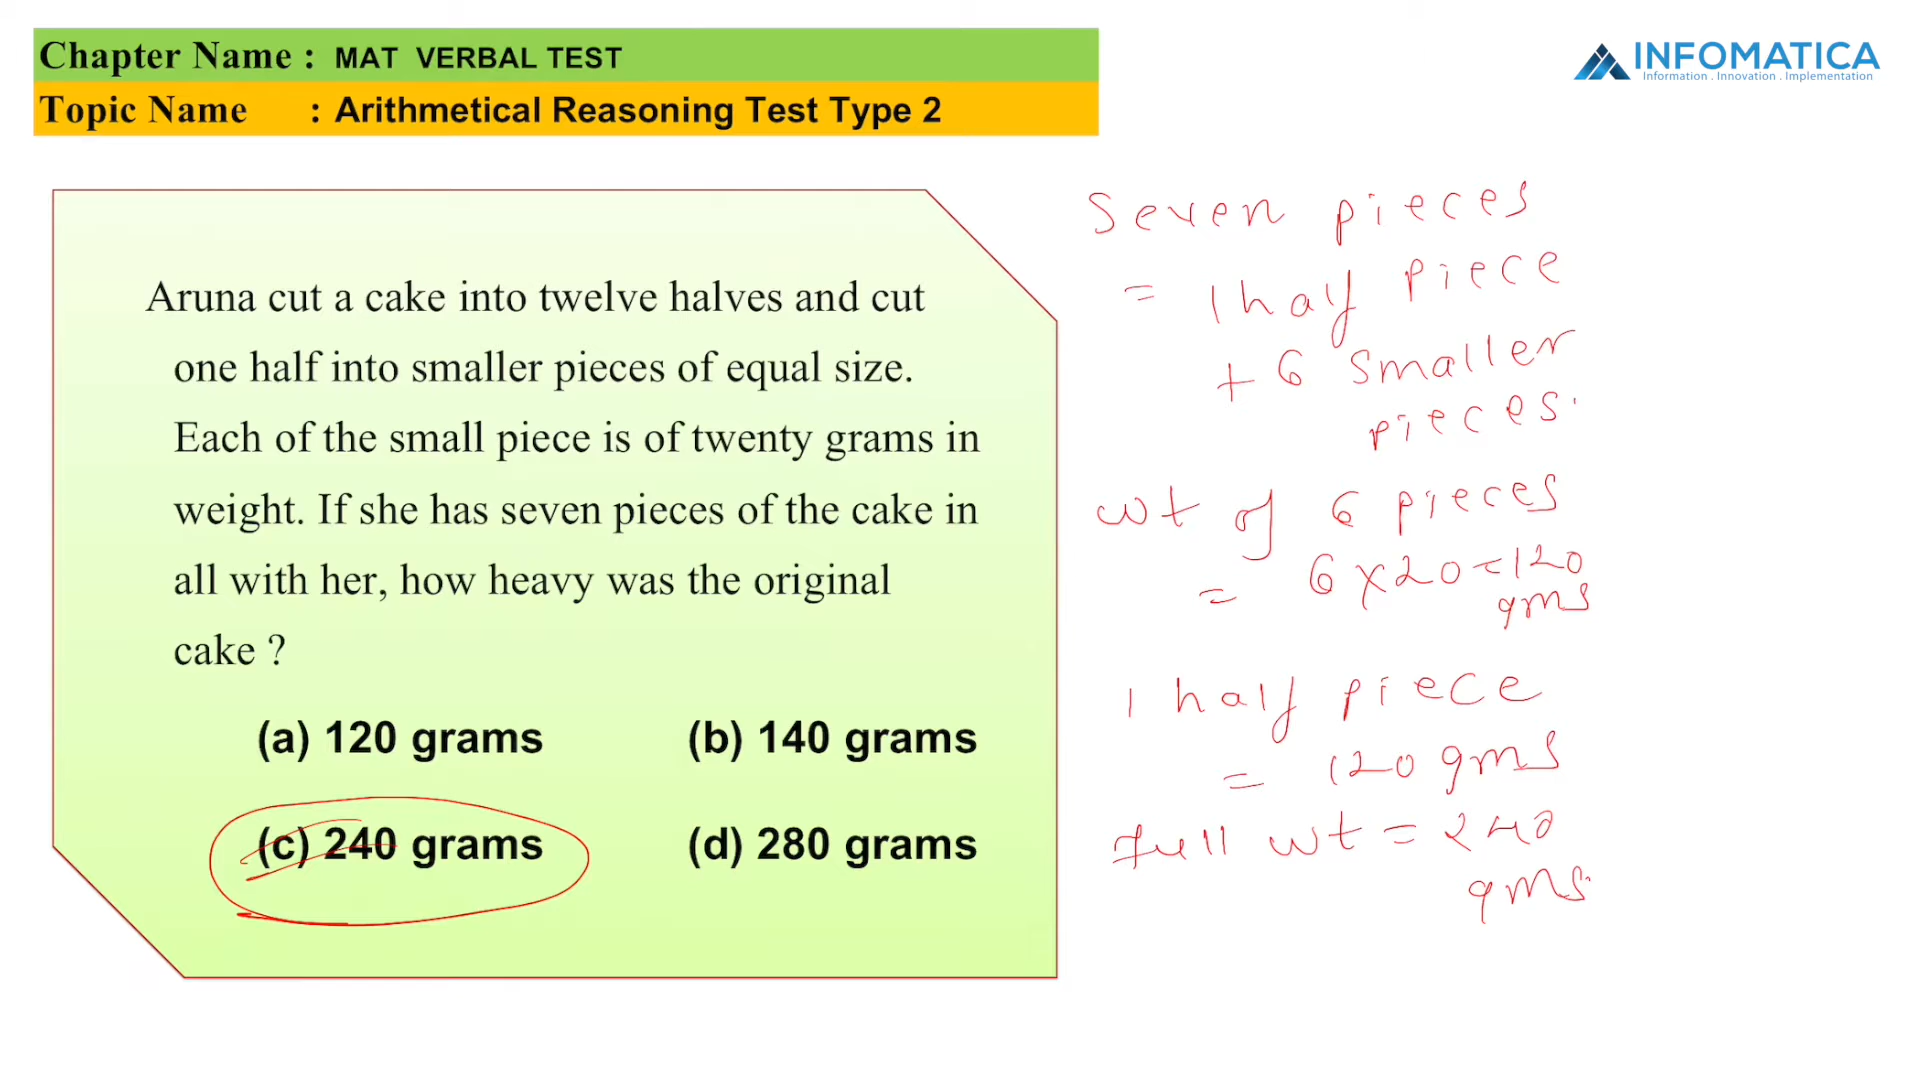 Chapter Name : MAT VERBAL TEST
Topic Name : Arithmetical Reasoning Test Type 2
INFOMATICA
Information . Innovation . Implementation
Aruna cut a cake into twelve halves and cut
one half into smaller pieces of equal size.
Each of the small piece is of twenty grams in
weight. If she has seven pieces of the cake in
all with her, how heavy was the original
cake ?
(a) 120 grams (b) 140 grams
(c) 240 grams (d) 280 grams
Seven pieces
= 1 half piece
+ 6 smaller
pieces.
wt of 6 pieces
= 6 x 20 = 120
gms
1 half piece
= 120 gms
full wt = 240
gms.